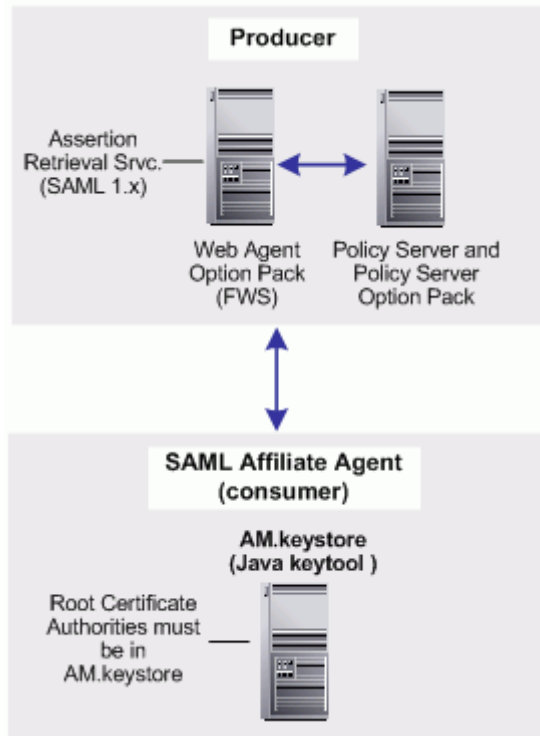 Producer
Assertion
Retrieval Srvc.
(SAML 1.x)
Web Agent
Option Pack
(FWS)
Policy Server and
Policy Server
Option Pack
SAML Affiliate Agent
(consumer)
AM.keystore
(Java keytool )
Root Certificate
Authorities must
be in
AM.keystore